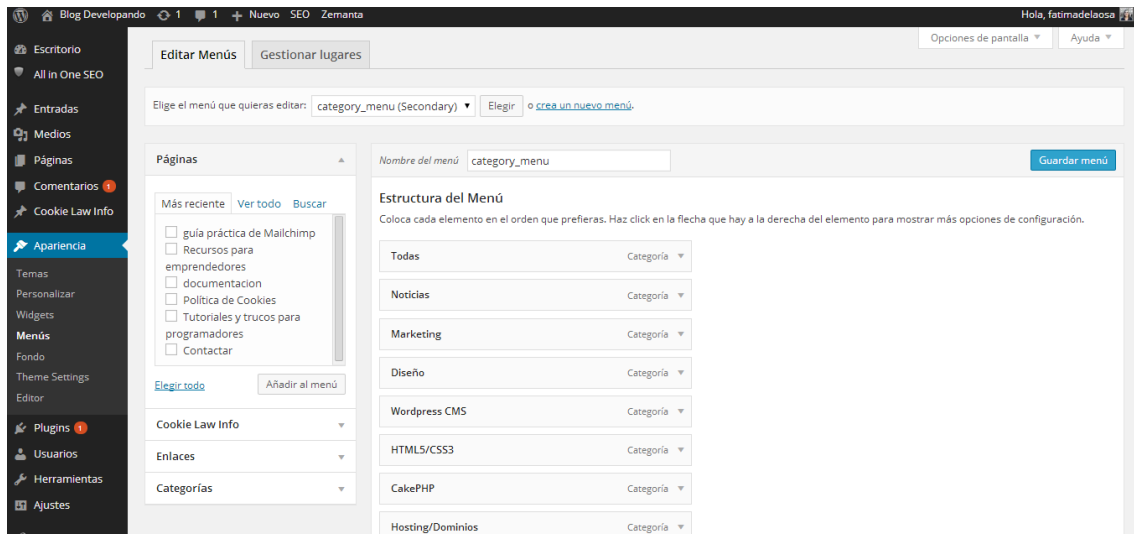 Blog Developando 1 1 + Nuevo SEO Zemanta Hola, fatimadelaosa
Opciones de pantalla Ayuda
Escritorio
All in One SEO
Entradas
Medios
Páginas
Comentarios 1
Cookie Law Info
Apariencia
Temas
Personalizar
Widgets
Menús
Fondo
Theme Settings
Editor
Plugins 1
Usuarios
Herramientas
Ajustes
Editar Menús Gestionar lugares
Elige el menú que quieras editar: category_menu (Secondary) Elegir o crea un nuevo menú.
Páginas
Más reciente Ver todo Buscar
guía práctica de Mailchimp
Recursos para
emprendedores
documentacion
Política de Cookies
Tutoriales y trucos para
programadores
Contactar
Elegir todo Añadir al menú
Cookie Law Info
Enlaces
Categorías
Nombre del menú category_menu Guardar menú
Estructura del Menú
Coloca cada elemento en el orden que prefieras. Haz click en la flecha que hay a la derecha del elemento para mostrar más opciones de configuración.
Todas Categoría
Noticias Categoría
Marketing Categoría
Diseño Categoría
Wordpress CMS Categoría
HTML5/CSS3 Categoría
CakePHP Categoría
Hosting/Dominios Categoría